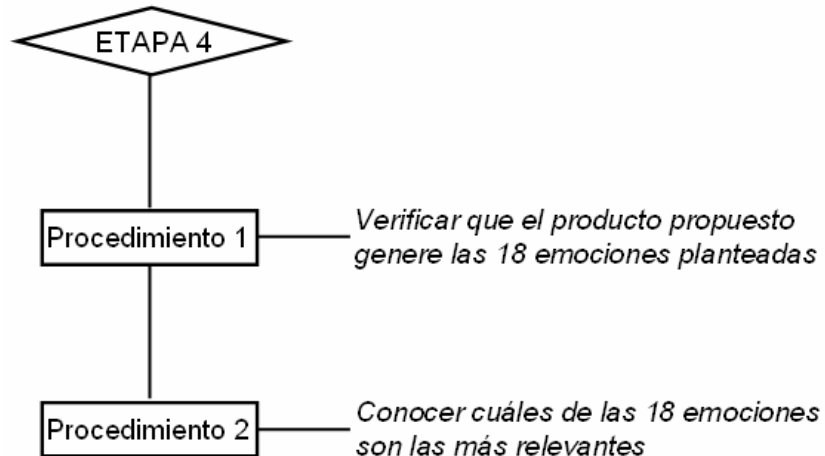 ETAPA 4
Procedimiento 1
Verificar que el producto propuesto
genere las 18 emociones planteadas
Procedimiento 2
Conocer cuáles de las 18 emociones
son las más relevantes